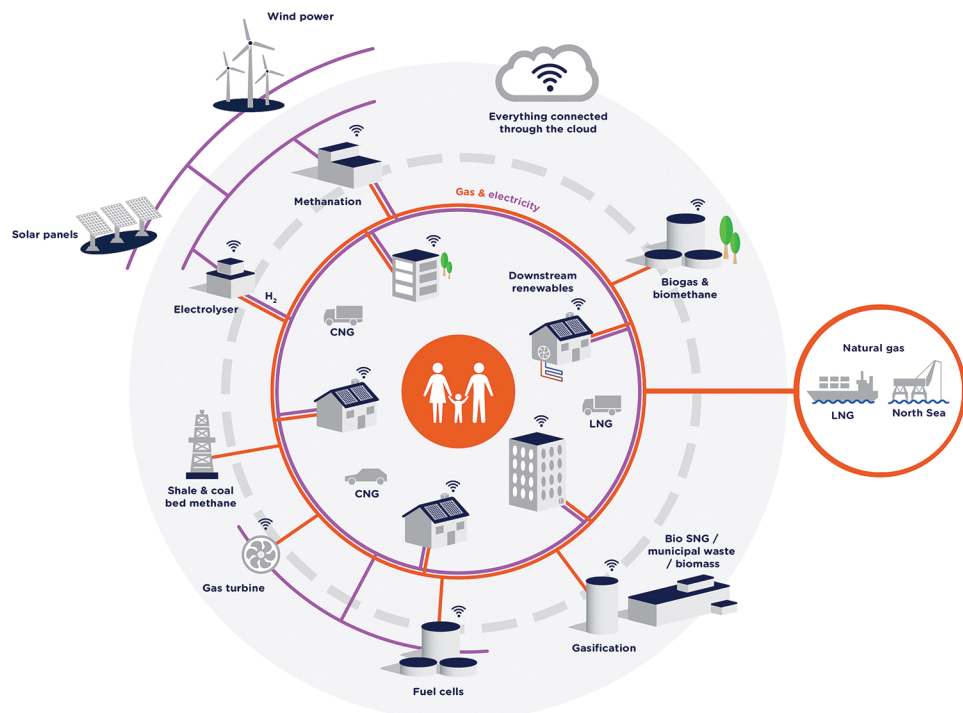 Wind power
Everything connected
through the cloud
Solar panels
Methanation
Gas & electricity
Electrolyser
H2
Downstream
renewables
Biogas &
biomethane
CNG
Natural gas
LNG
North Sea
LNG
Shale & coal
bed methane
CNG
Gas turbine
Bio SNG /
municipal waste
/ biomass
Gasification
Fuel cells